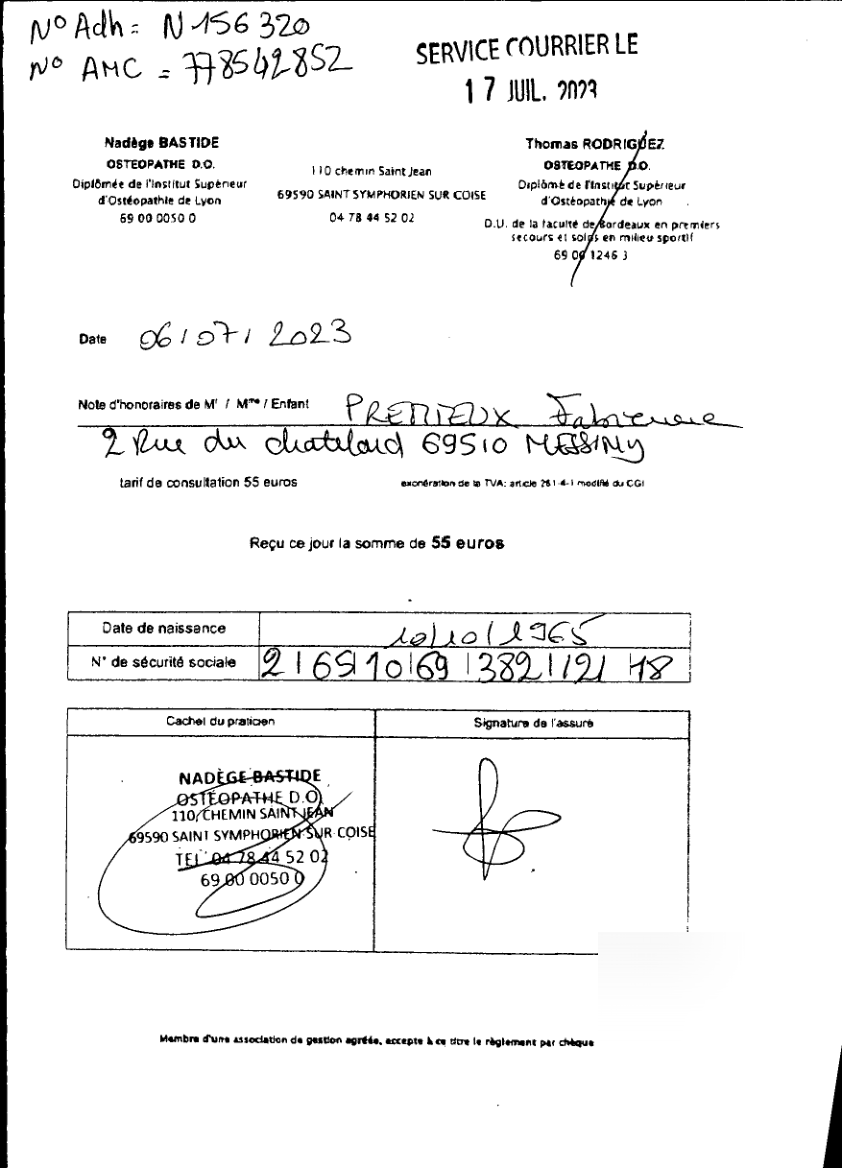 N° Adh = N 156 320
N° AMC = 778542852
SERVICE COURRIER LE
17 JUIL. 2023
Nadège BASTIDE
OSTEOPATHE D.O.
Diplômée de l'Institut Supérieur
d'Ostéopathie de Lyon
69 00 0050 0
110 chemin Saint Jean
69590 SAINT SYMPHORIEN SUR COISE
04 78 44 52 02
Thomas RODRIGUEZ
OSTEOPATHE D.O.
Diplômé de l'Institut Supérieur
d'Ostéopathie de Lyon
D.U. de la faculté de Bordeaux en premiers
secours et soins en milieu sportif
69 00 1246 3
Date 06/07/2023
Note d'honoraires de Mr / Mme / Enfant
2 Rue du chatelard 69510 MESSIMY
tarif de consultation 55 euros
exonération de la TVA: article 261-4-1 modifié du CGI
Reçu ce jour la somme de 55 euros
Date de naissance 10/10/1965
N° de sécurité sociale 2 | 65 | 10 | 69 | 382 | 121 78
Cachet du praticien
Signature de l'assuré
NADÈGE BASTIDE
OSTÉOPATHE D.O
110, CHEMIN SAINT JEAN
69590 SAINT SYMPHORIEN SUR COISE
TEL 04 78 44 52 02
69 00 0050 0
Membre d'une association de gestion agréée, accepte à ce titre le règlement par chèque